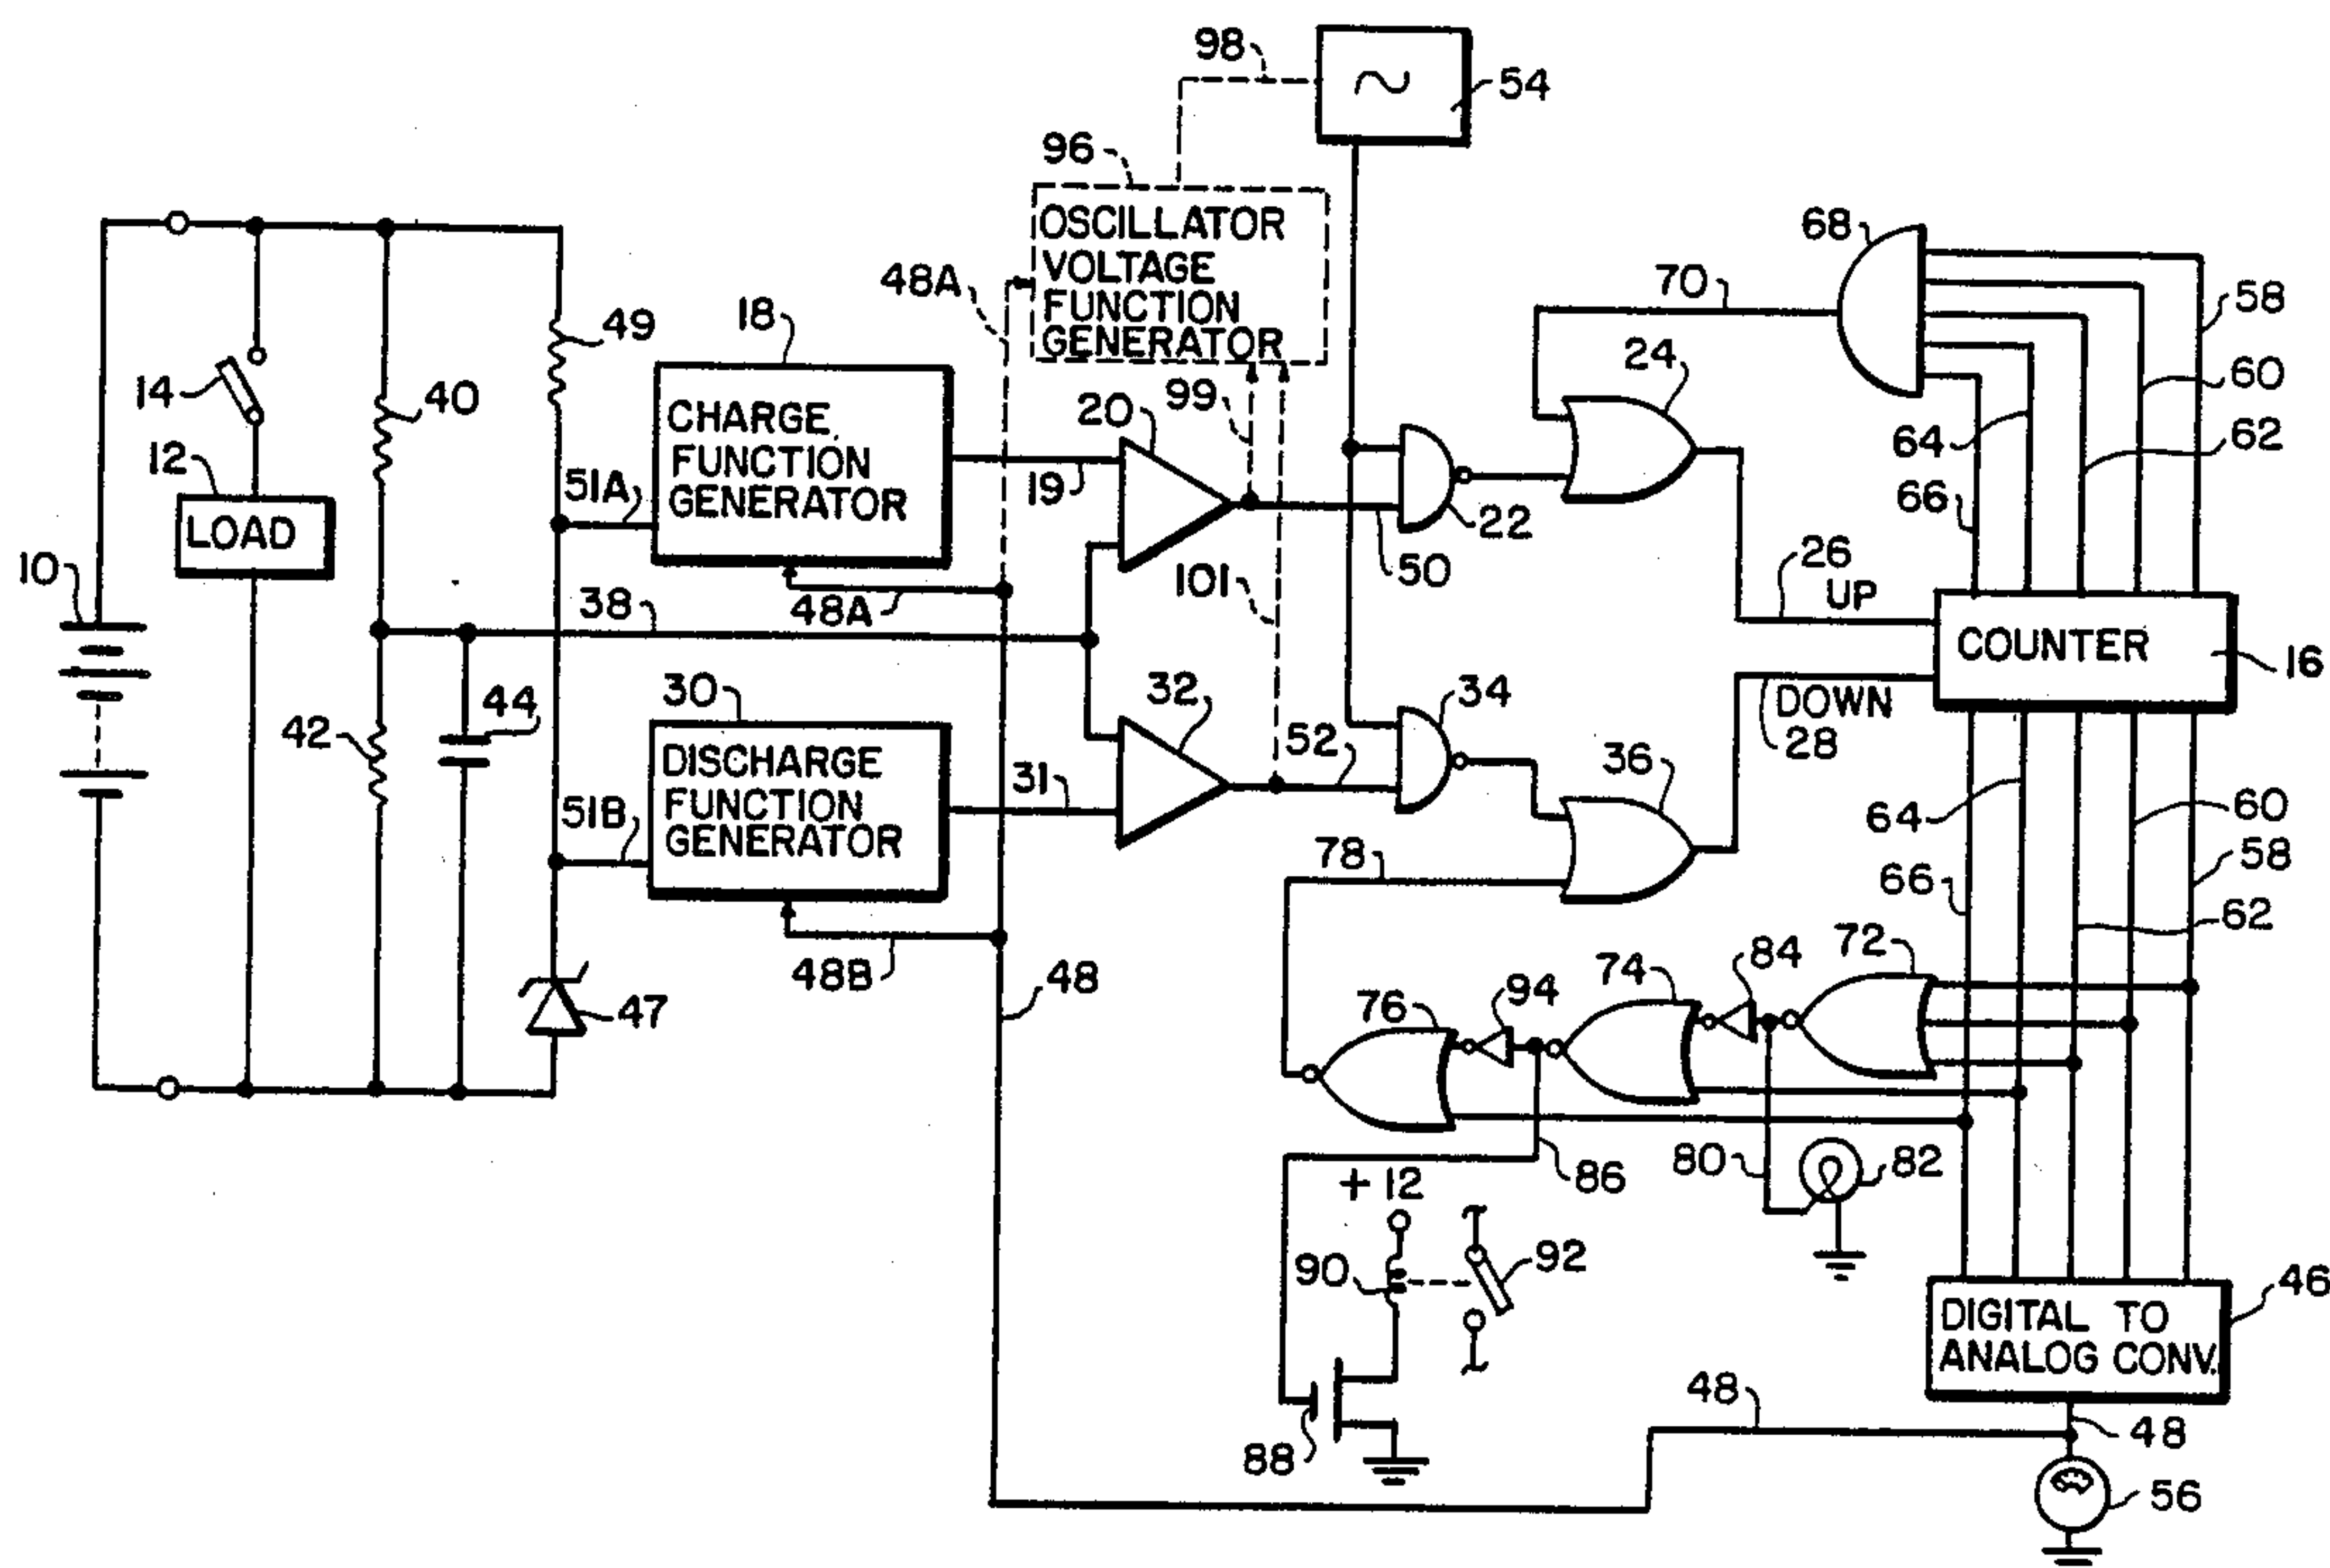 98
54
96
OSCILLATOR
VOLTAGE
FUNCTION
GENERATOR
68
48A
70
58
18
49
24
14
40
99
60
CHARGE
FUNCTION
GENERATOR
20
64
62
12
51A
19
66
LOAD
22
10
50
101
26
UP
48A
38
COUNTER
16
30
32
34
44
DOWN
28
42
52
36
DISCHARGE
FUNCTION
GENERATOR
31
64
60
51B
78
58
66
62
72
84
48B
48
74
94
47
76
80
82
86
+12
90
92
46
DIGITAL TO
ANALOG CONV.
48
48
88
56